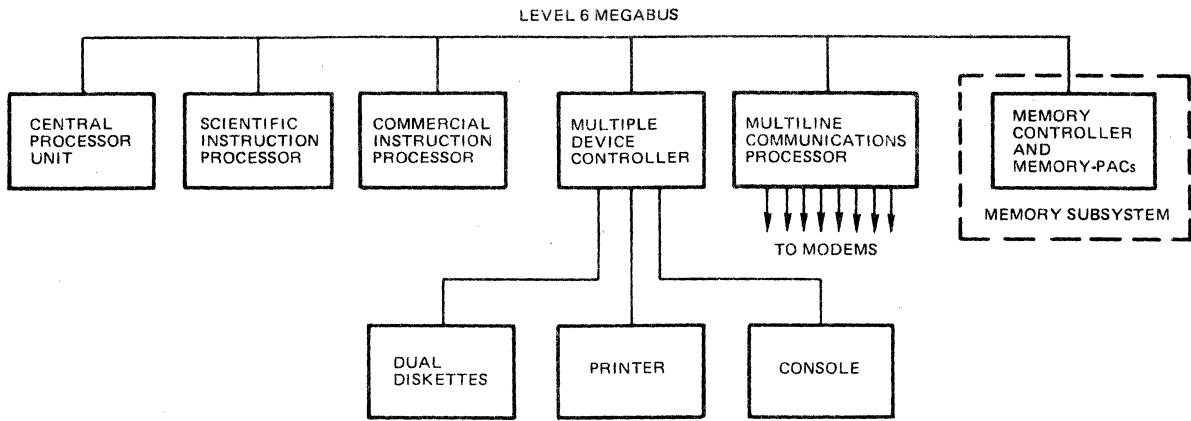 LEVEL 6 MEGABUS
CENTRAL
PROCESSOR
UNIT
SCIENTIFIC
INSTRUCTION
PROCESSOR
COMMERCIAL
INSTRUCTION
PROCESSOR
MULTIPLE
DEVICE
CONTROLLER
MULTILINE
COMMUNICATIONS
PROCESSOR
MEMORY
CONTROLLER
AND
MEMORY-PACs
MEMORY SUBSYSTEM
TO MODEMS
DUAL
DISKETTES
PRINTER
CONSOLE